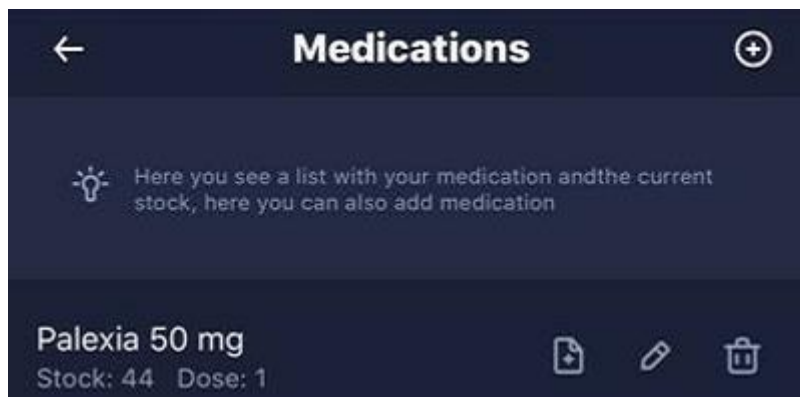 Medications
Here you see a list with your medication andthe current
stock, here you can also add medication
Palexia 50 mg
Stock: 44 Dose: 1